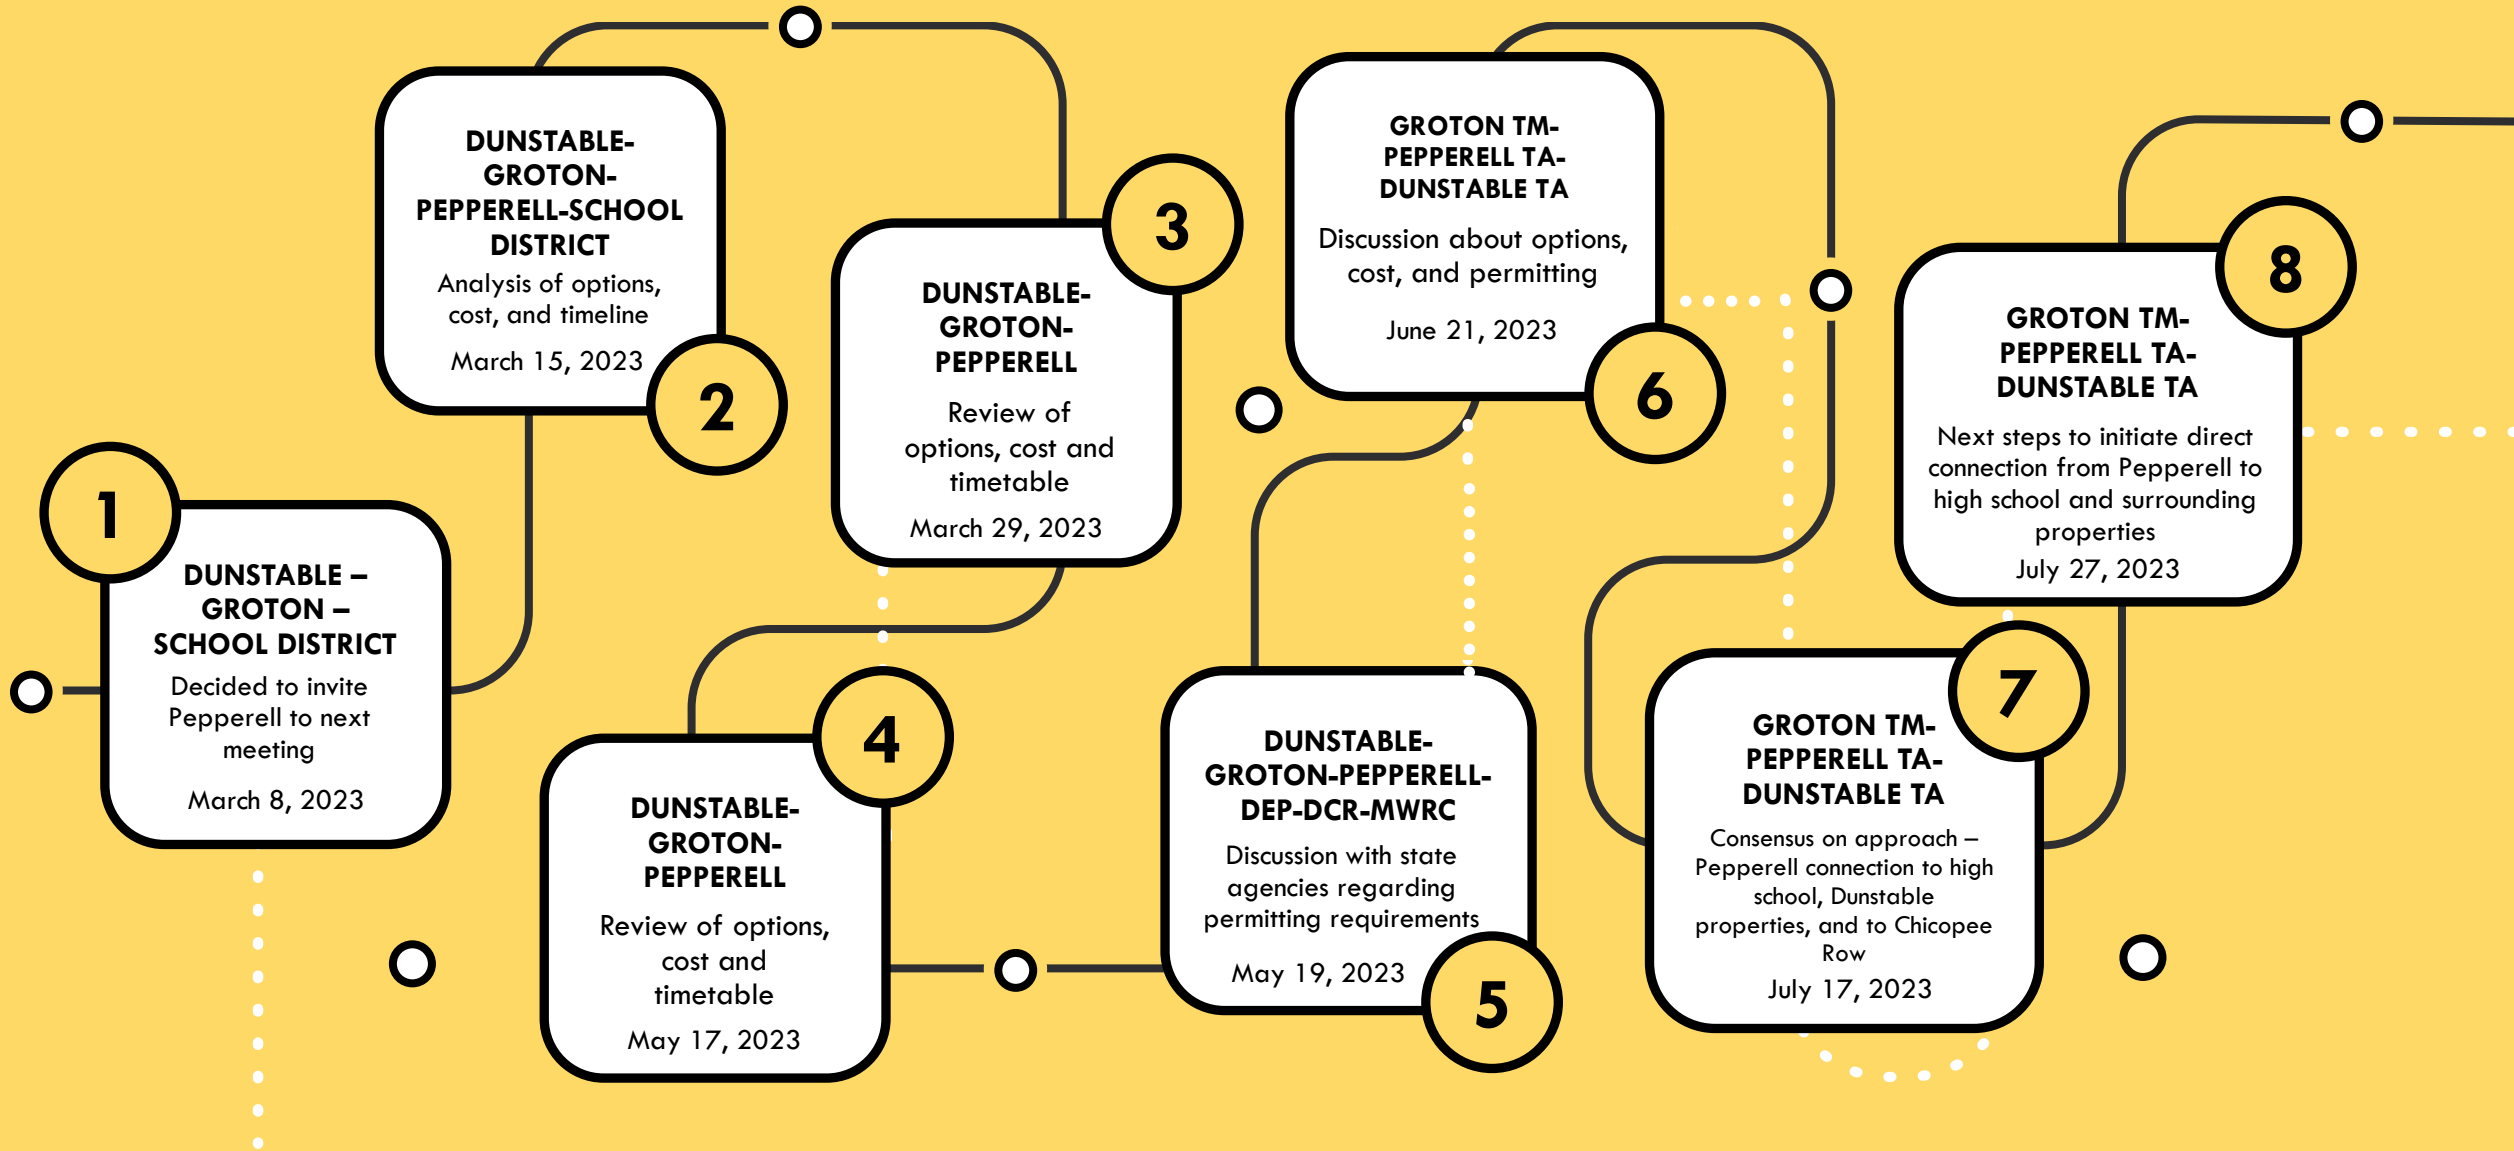 1
DUNSTABLE –
GROTON –
SCHOOL DISTRICT
Decided to invite
Pepperell to next
meeting
March 8, 2023
DUNSTABLE-
GROTON-
PEPPERELL-SCHOOL
DISTRICT
Analysis of options,
cost, and timeline
March 15, 2023
2
3
DUNSTABLE-
GROTON-
PEPPERELL
Review of
options, cost and
timetable
March 29, 2023
4
DUNSTABLE-
GROTON-
PEPPERELL
Review of options,
cost and
timetable
May 17, 2023
DUNSTABLE-
GROTON-PEPPERELL-
DEP-DCR-MWRC
Discussion with state
agencies regarding
permitting requirements
May 19, 2023
5
GROTON TM-
PEPPERELL TA-
DUNSTABLE TA
Discussion about options,
cost, and permitting
June 21, 2023
6
7
GROTON TM-
PEPPERELL TA-
DUNSTABLE TA
Consensus on approach –
Pepperell connection to high
school, Dunstable
properties, and to Chicopee
Row
July 17, 2023
8
GROTON TM-
PEPPERELL TA-
DUNSTABLE TA
Next steps to initiate direct
connection from Pepperell to
high school and surrounding
properties
July 27, 2023